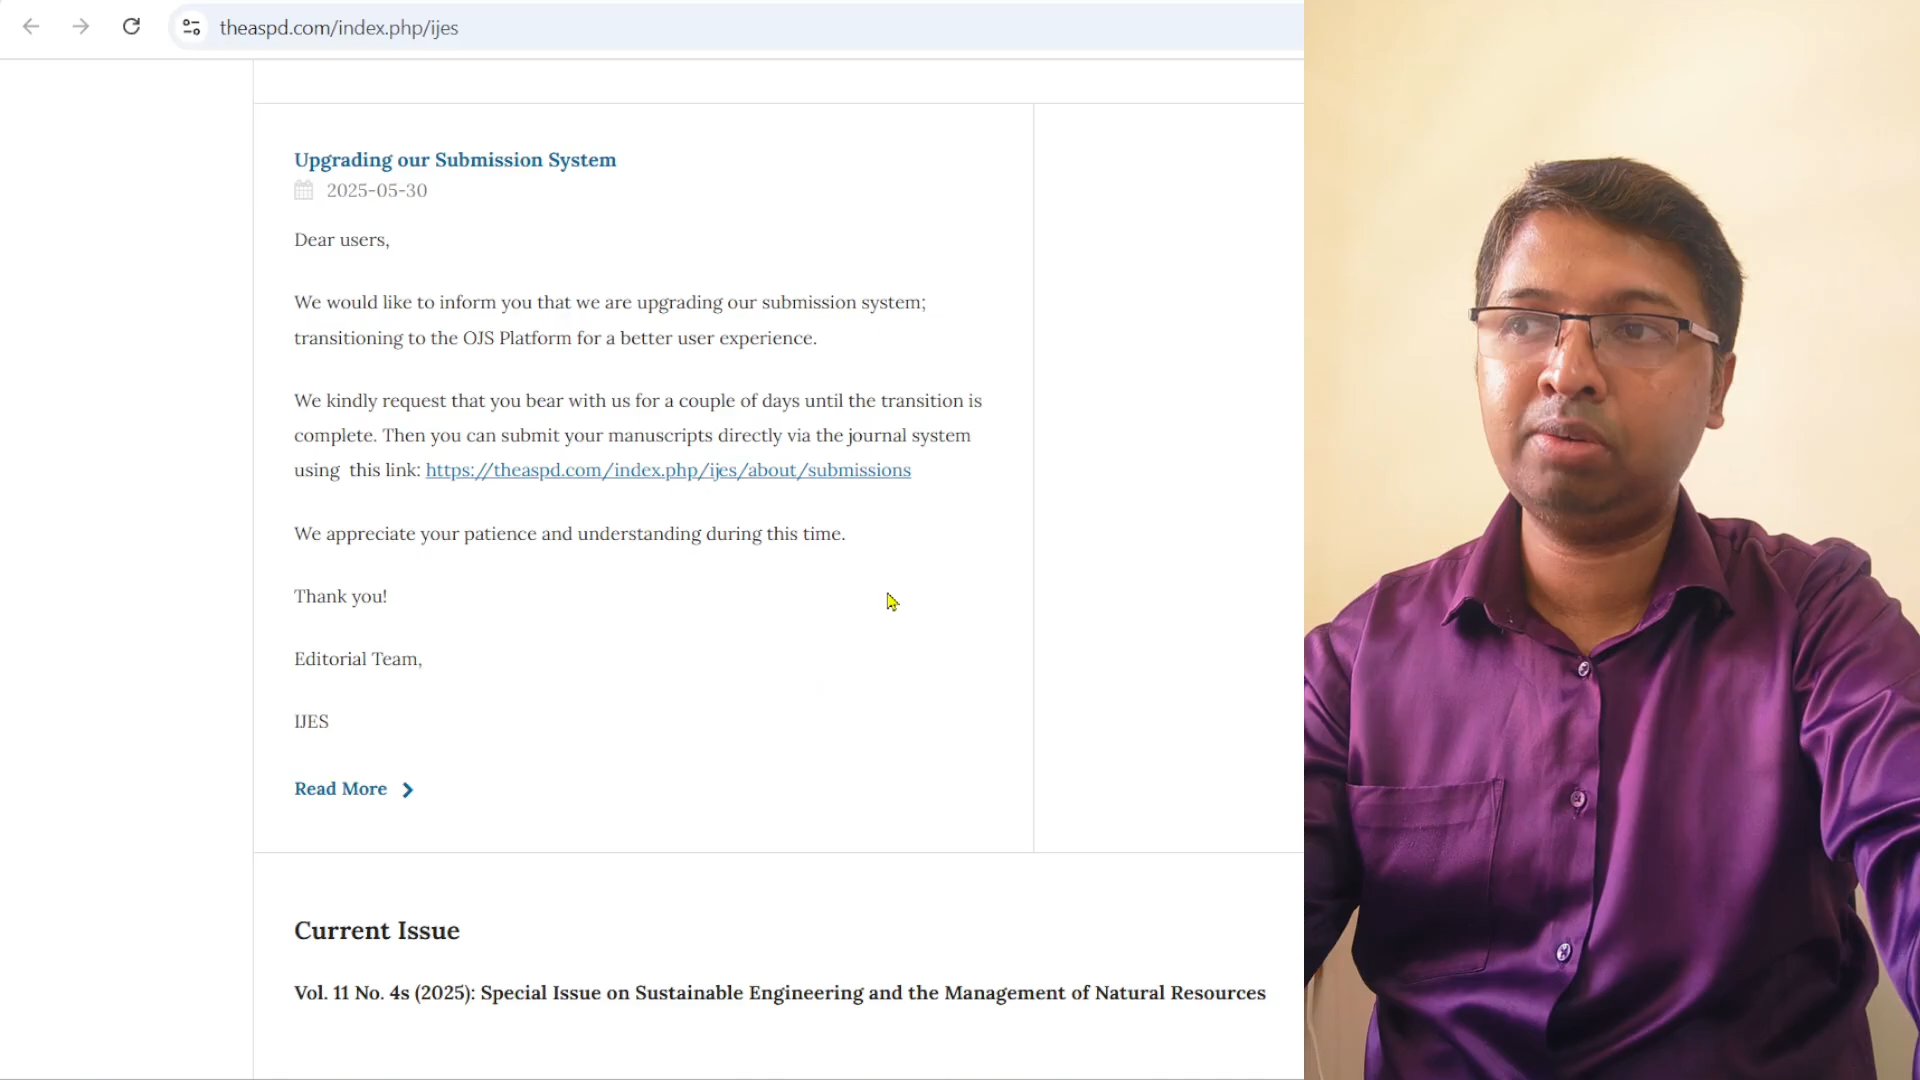 theaspd.com/index.php/ijes
Upgrading our Submission System
2025-05-30
Dear users,
We would like to inform you that we are upgrading our submission system;
transitioning to the OJS Platform for a better user experience.
We kindly request that you bear with us for a couple of days until the transition is
complete. Then you can submit your manuscripts directly via the journal system
using this link: https://theaspd.com/index.php/ijes/about/submissions
We appreciate your patience and understanding during this time.
Thank you!
Editorial Team,
IJES
Read More
Current Issue
Vol. 11 No. 4s (2025): Special Issue on Sustainable Engineering and the Management of Natural Resources